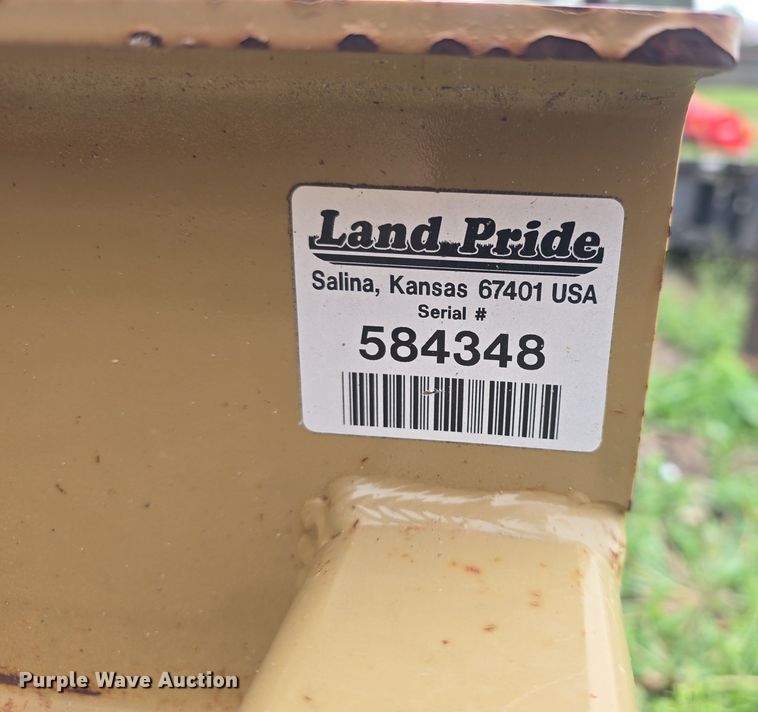 Land Pride
Salina, Kansas 67401 USA
Serial #
584348
Purple Wave Auction